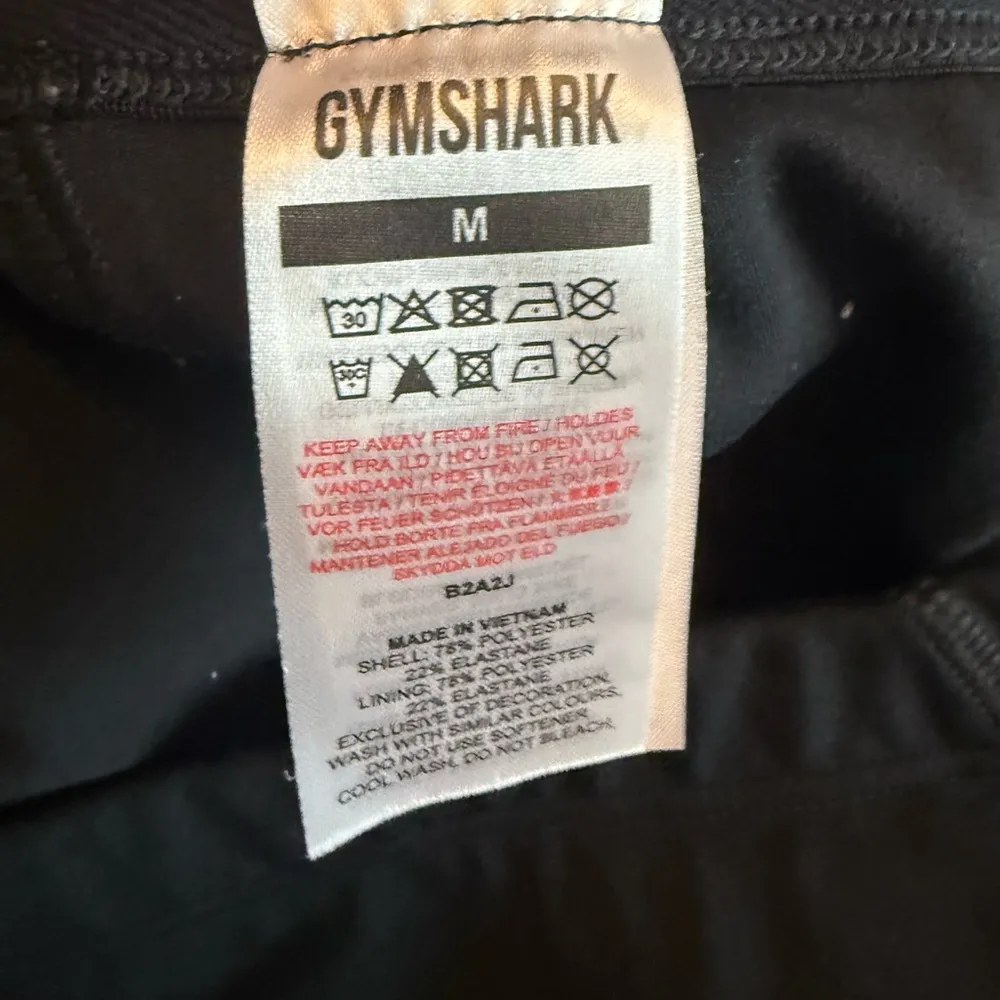 GYMSHARK
M
30
30C
KEEP AWAY FROM FIRE / HOLDES
VÆK FRA ILD / HOU BIJ OPEN VUUR
VANDAAN / PIDETTÄVÄ ETÄÄLLÄ
TULESTA / TENIR ÉLOIGNÉ DU FEU /
VOR FEUER SCHÜTZEN / 火
HOLD BORTE FRA FLAMMER /
MANTENER ALEJADO DEL FUEGO /
SKYDDA MOT ELD
B2A2J
MADE IN VIETNAM
SHELL: 78% POLYESTER
22% ELASTANE
LINING: 78% POLYESTER
22% ELASTANE
EXCLUSIVE OF DECORATION.
WASH WITH SIMILAR COLOURS.
DO NOT USE SOFTENER
COOL WASH. DO NOT BLEACH.